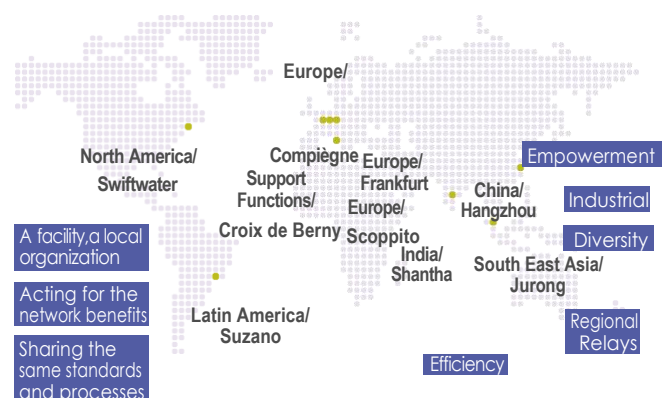 Europe/
North America/
Swiftwater
Compiègne
Support
Functions/
Croix de Berny
Europe/
Frankfurt
Europe/
Scoppito
India/
Shantha
China/
Hangzhou
South East Asia/
Jurong
Latin America/
Suzano
A facility,a local
organization
Acting for the
network benefits
Sharing the
same standards
and processes
Empowerment
Industrial
Diversity
Regional
Relays
Efficiency